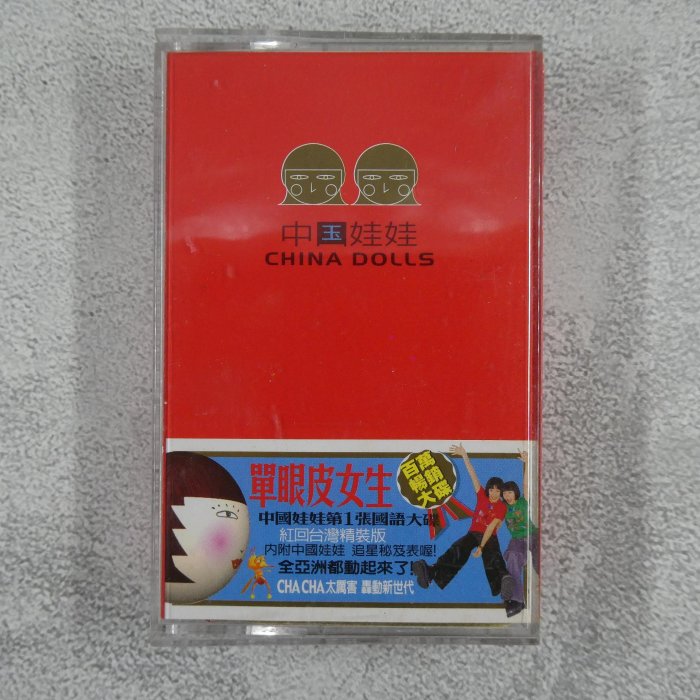 中国娃娃
CHINA DOLLS
單眼皮女生
百萬
暢銷
大碟
中國娃娃第1張國語大碟
紅回台灣精裝版
內附中國娃娃 追星秘笈表喔!
全亞洲都動起來了!
CHA CHA太厲害 轟動新世代